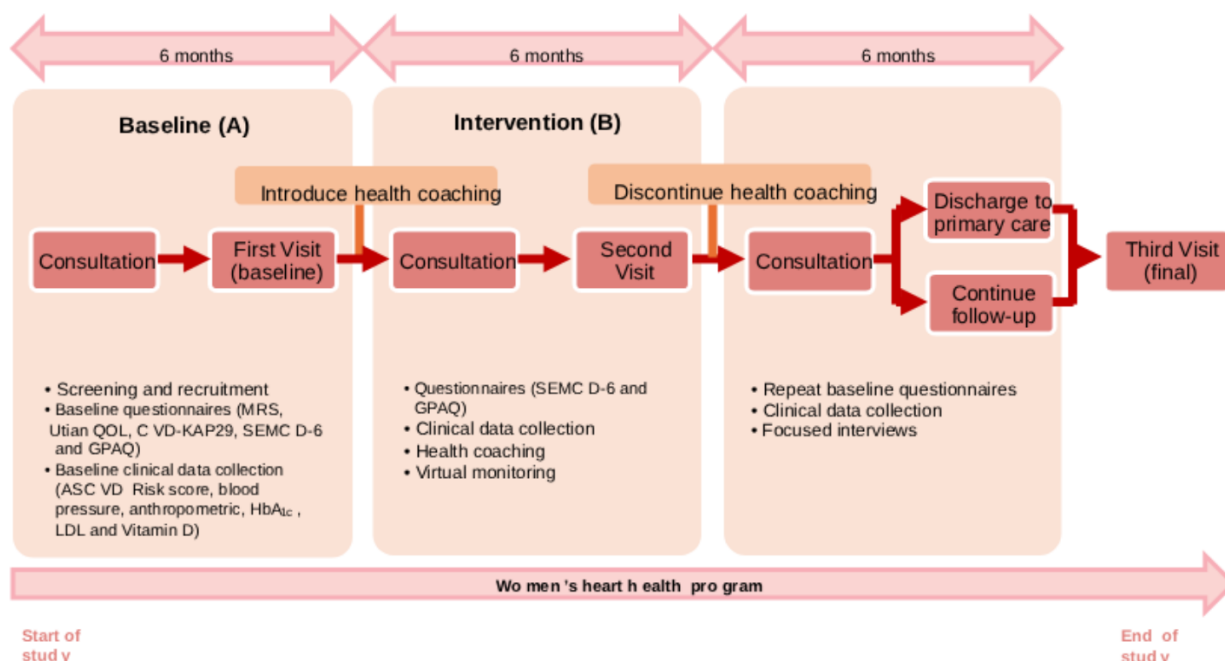 6 months
6 months
6 months
Baseline (A)
Intervention (B)
Introduce health coaching
Discontinue health coaching
Consultation
First Visit
(baseline)
Consultation
Second
Visit
Consultation
Discharge to
primary care
Continue
follow-up
Third Visit
(final)
• Screening and recruitment
• Baseline questionnaires (MRS,
Utian QOL, C VD-KAP29, SEMC D-6
and GPAQ)
• Baseline clinical data collection
(ASC VD Risk score, blood
pressure, anthropometric, HbA1c ,
LDL and Vitamin D)
• Questionnaires (SEMC D-6 and
GPAQ)
• Clinical data collection
• Health coaching
• Virtual monitoring
• Repeat baseline questionnaires
• Clinical data collection
• Focused interviews
Wo men 's heart h ealth pro gram
Start of
stud y
End of
stud y